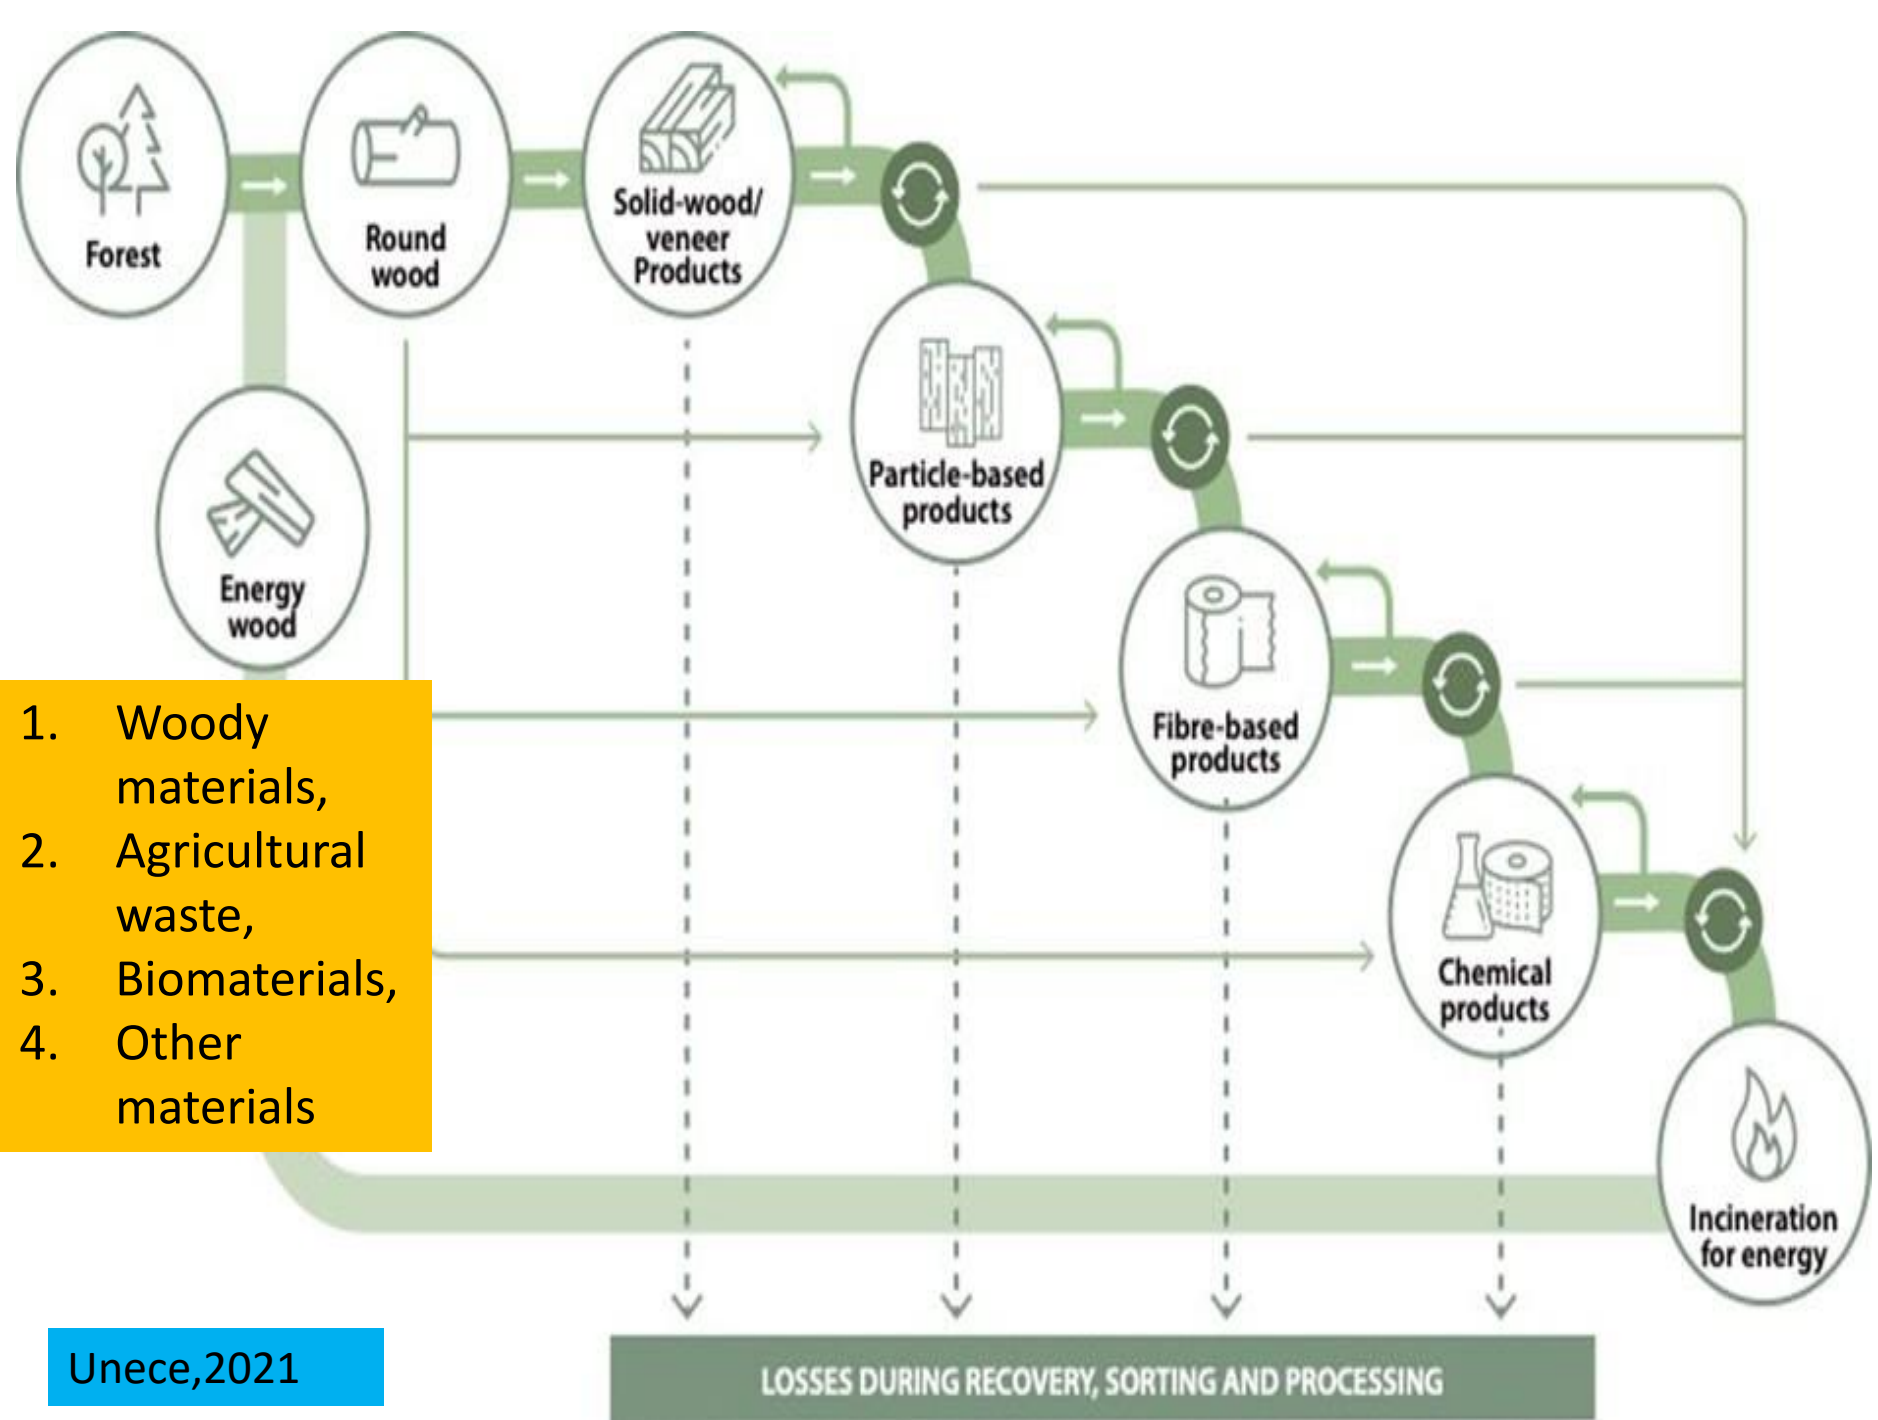 Forest
Round
wood
Solid-wood/
veneer
Products
Particle-based
products
Energy
wood
Fibre-based
products
1. Woody
materials,
2. Agricultural
waste,
3. Biomaterials,
4. Other
materials
Chemical
products
Incineration
for energy
Unece,2021
LOSSES DURING RECOVERY, SORTING AND PROCESSING